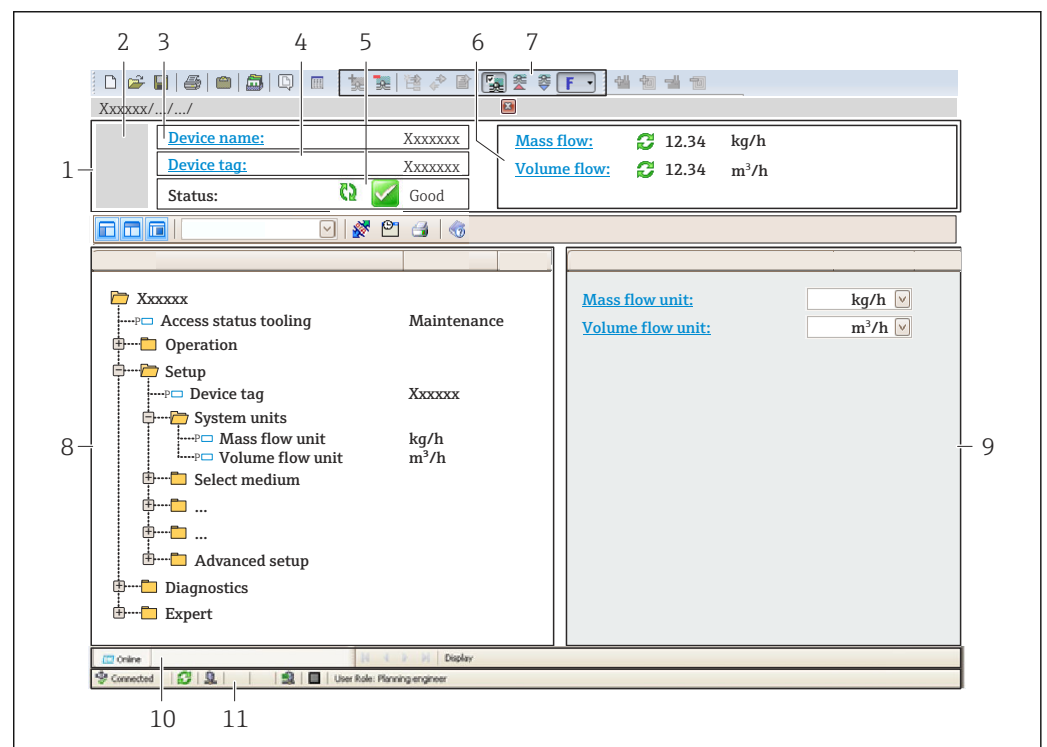 2 3 4 5 6 7
F
Xxxxxx/.../.../
1
Device name: Xxxxxxx
Device tag: Xxxxxxx
Status: Good
Mass flow: 12.34 kg/h
Volume flow: 12.34 m³/h
Xxxxxx
P Access status tooling Maintenance
Operation
Setup
P Device tag Xxxxxx
System units
P Mass flow unit kg/h
P Volume flow unit m³/h
Select medium
...
...
Advanced setup
Diagnostics
Expert
8
Mass flow unit: kg/h
Volume flow unit: m³/h
9
Online Display
Connected User Role: Planning engineer
10 11